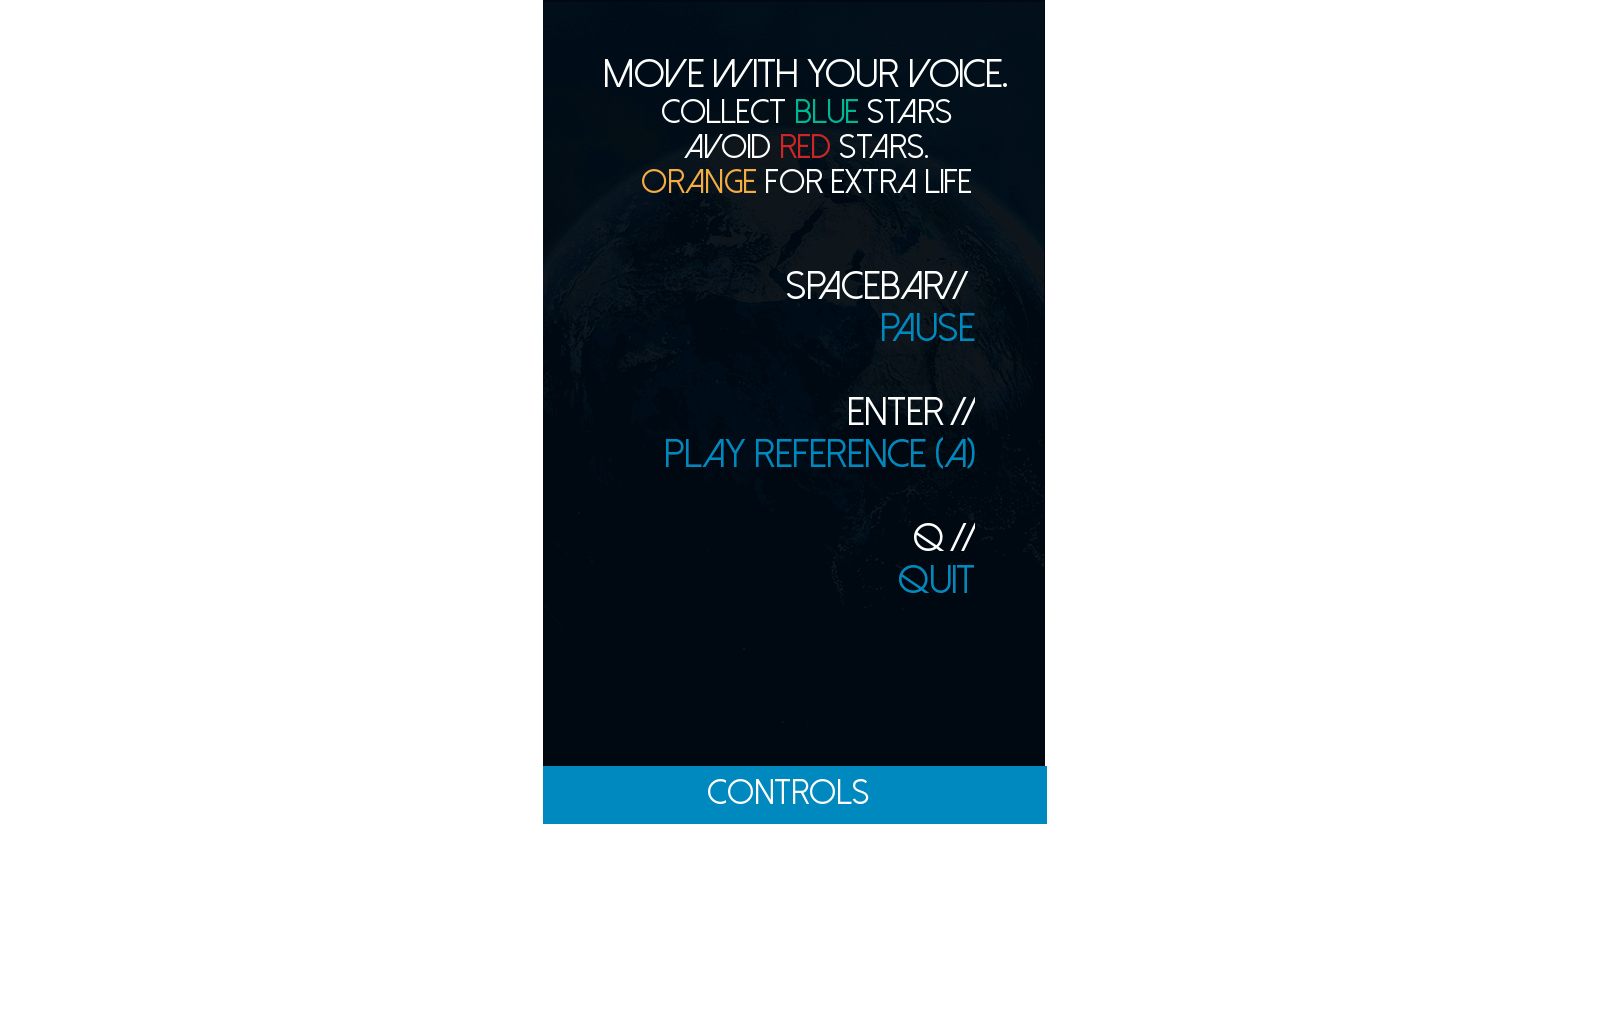 MOVE WITH YOUR VOICE.
COLLECT BLUE STARS
AVOID RED STARS.
ORANGE FOR EXTRA LIFE
SPACEBAR//
PAUSE
ENTER //
PLAY REFERENCE (A)
Q //
QUIT
CONTROLS